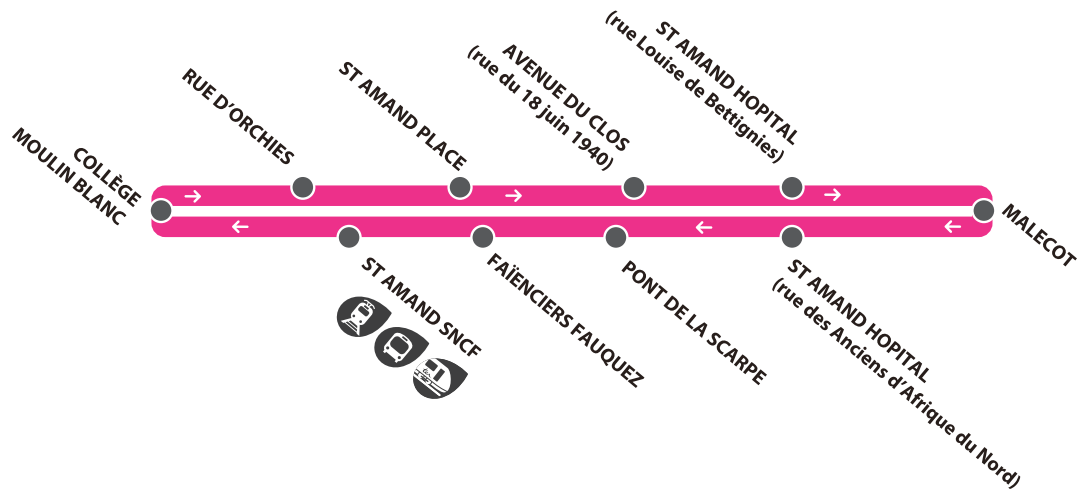 COLLÈGE
MOULIN BLANC
RUE D'ORCHIES
ST AMAND PLACE
AVENUE DU CLOS
(rue du 18 juin 1940)
ST AMAND HOPITAL
(rue Louise de Bettignies)
MALECOT
ST AMAND SNCF
FAÏENCIERS FAUQUEZ
PONT DE LA SCARPE
ST AMAND HOPITAL
(rue des Anciens d'Afrique du Nord)